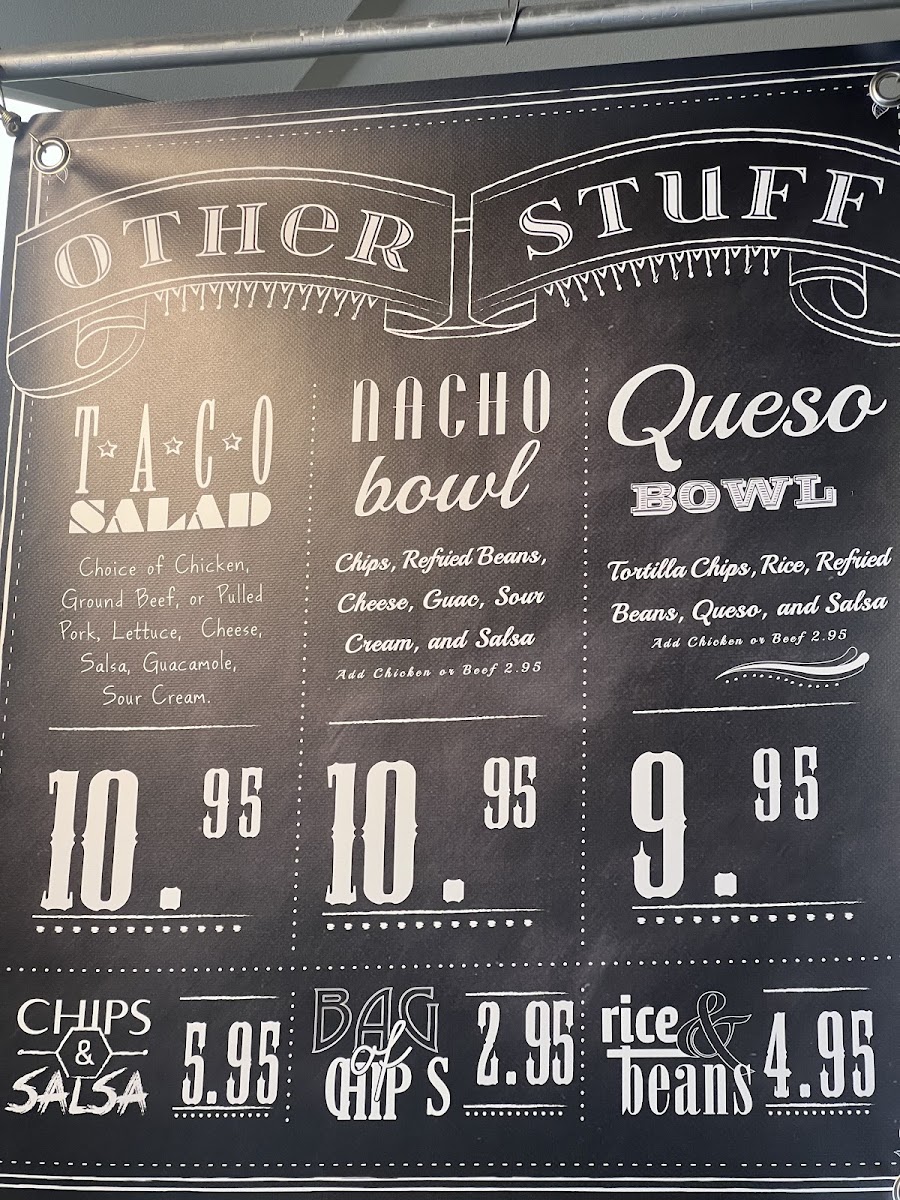 OTHER STUFF
TACO
SALAD
Choice of Chicken,
Ground Beef, or Pulled
Pork, Lettuce, Cheese,
Salsa, Guacamole,
Sour Cream.
10.95
NACHO
bowl
Chips, Refried Beans,
Cheese, Guac, Sour
Cream, and Salsa
Add Chicken or Beef 2.95
10.95
Queso
BOWL
Tortilla Chips, Rice, Refried
Beans, Queso, and Salsa
Add Chicken or Beef 2.95
9.95
CHIPS
&
SALSA
5.95
BAG
of
CHIPS
2.95
rice &
beans
4.95